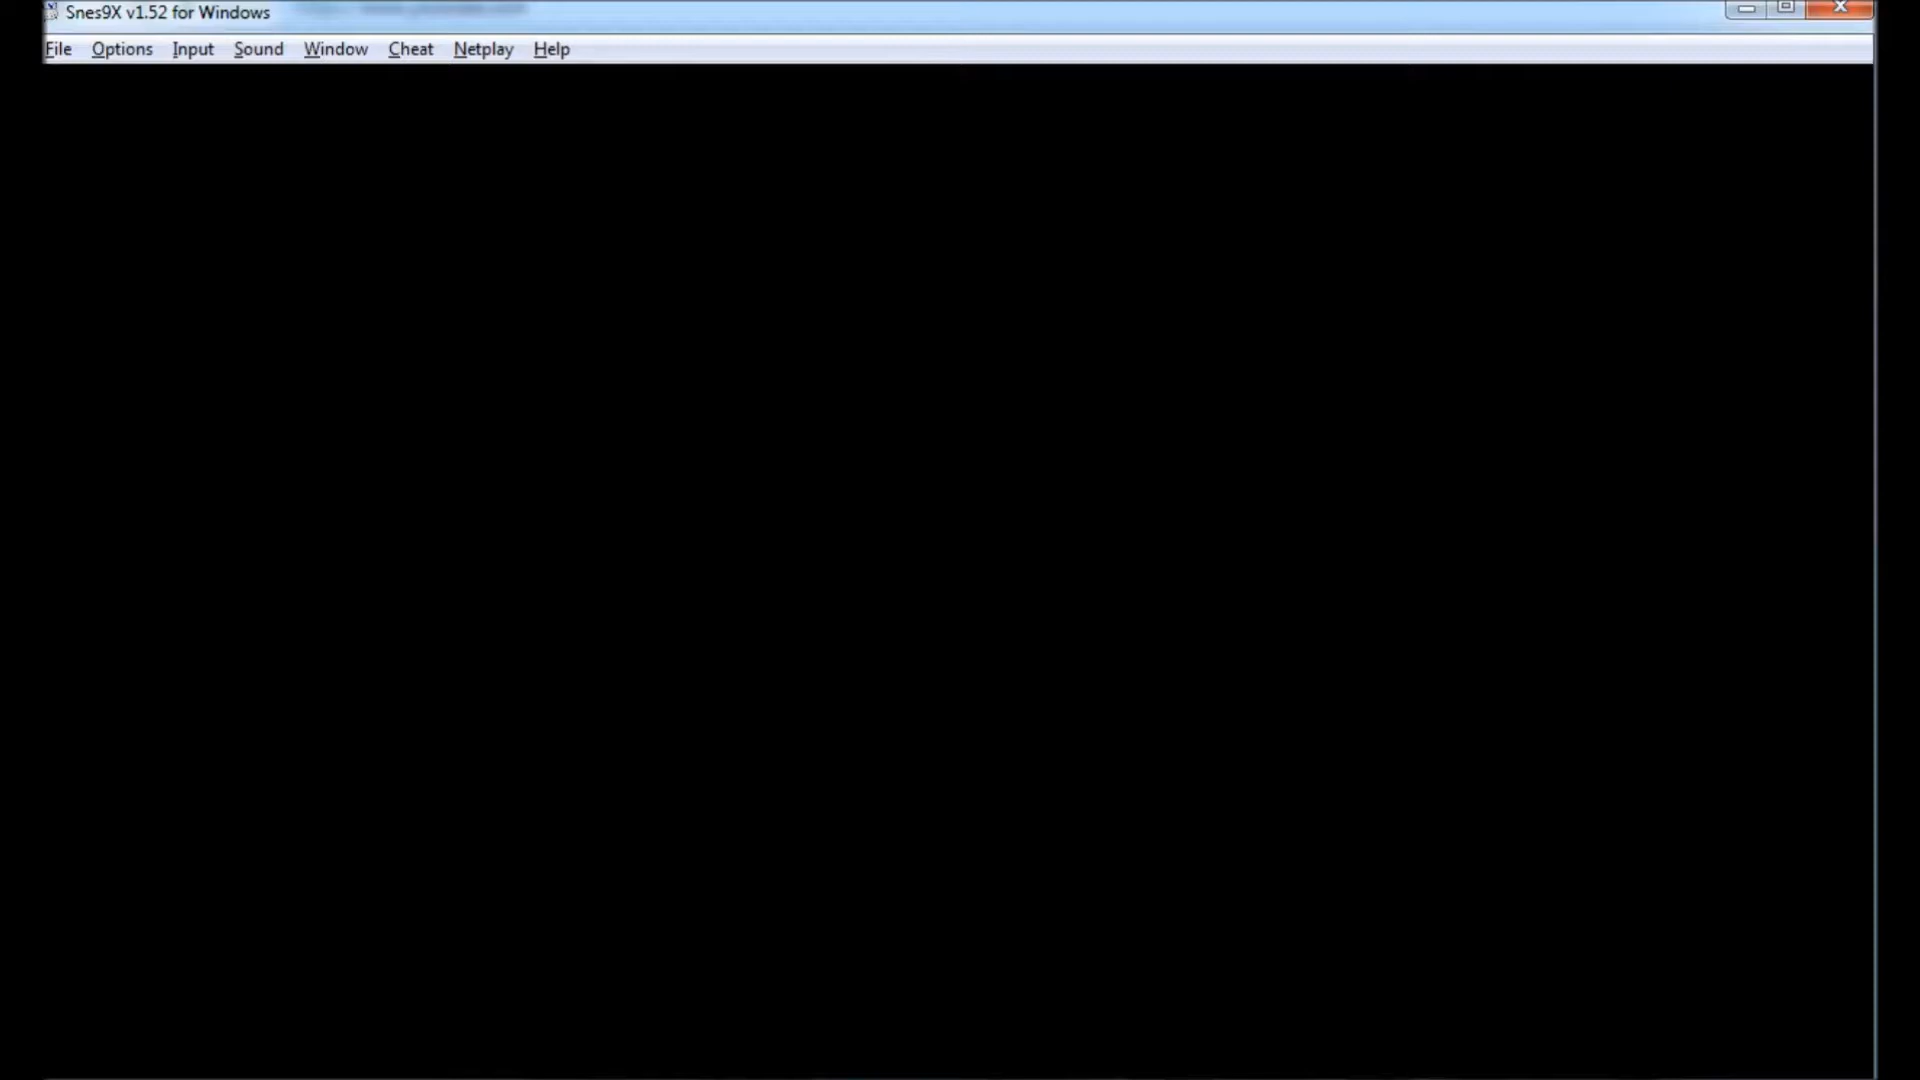 Snes9X v1.52 for Windows
File Options Input Sound Window Cheat Netplay Help